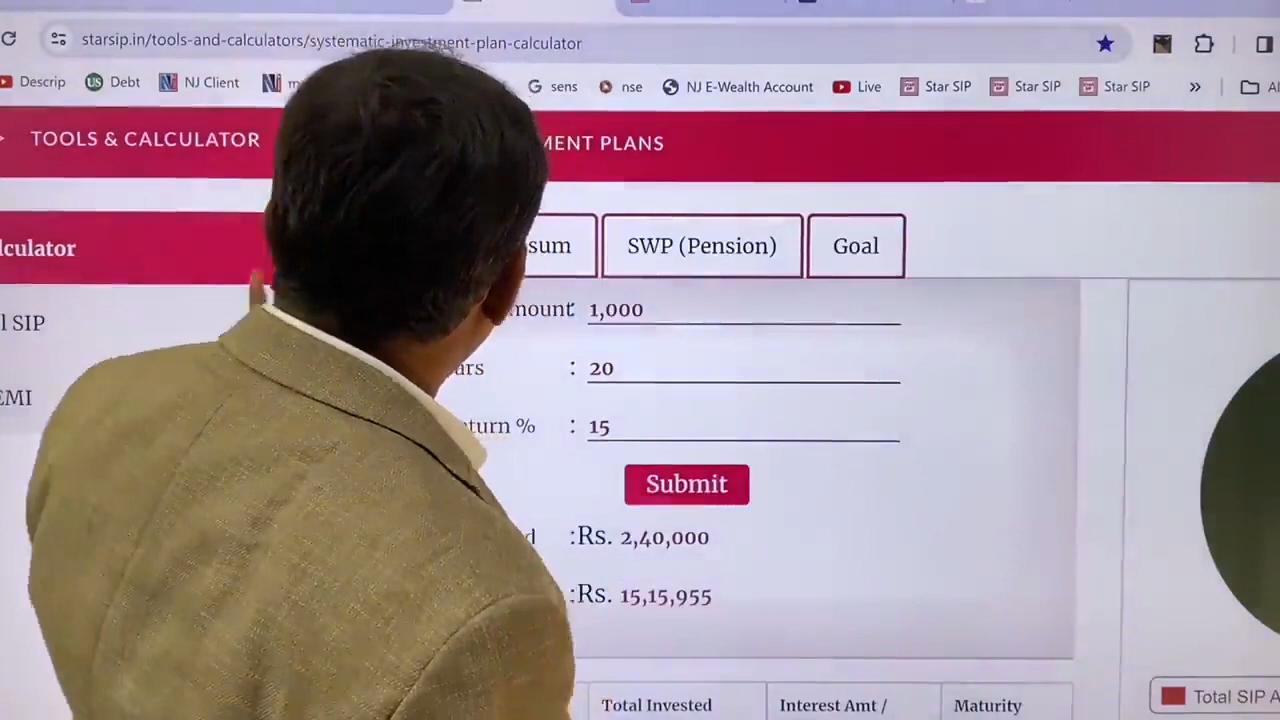 starsip.in/tools-and-calculators/systematic-investment-plan-calculator
Descrip
US Debt
NJ Client
sens
nse
NJ E-Wealth Account
Live
Star SIP
Star SIP
Star SIP
»
TOOLS & CALCULATOR
MENT PLANS
lculator
sum
SWP (Pension)
Goal
l SIP
EMI
mount: 1,000
ars : 20
turn % : 15
Submit
d :Rs. 2,40,000
:Rs. 15,15,955
Total Invested
Interest Amt /
Maturity
Total SIP A